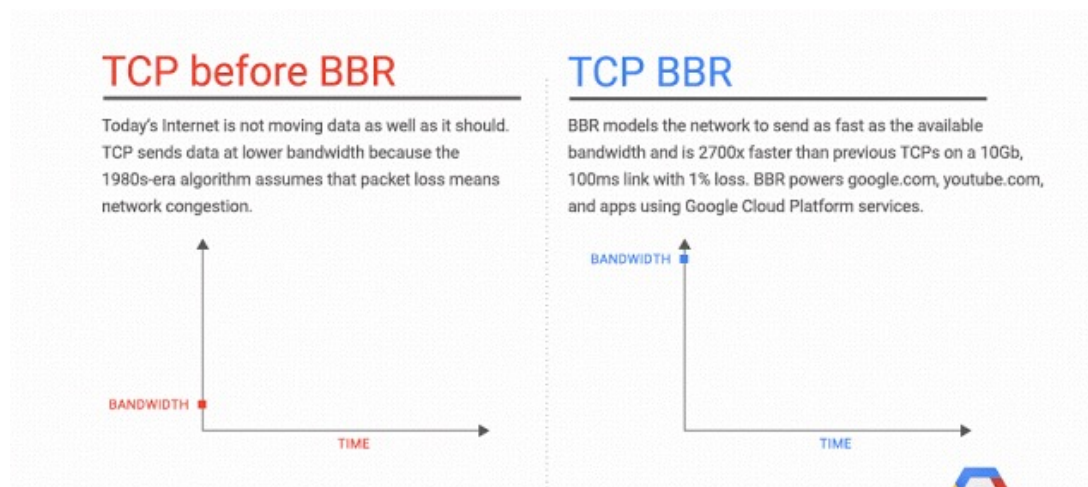 TCP before BBR
Today's Internet is not moving data as well as it should.
TCP sends data at lower bandwidth because the
1980s-era algorithm assumes that packet loss means
network congestion.
BANDWIDTH
TIME
TCP BBR
BBR models the network to send as fast as the available
bandwidth and is 2700x faster than previous TCPs on a 10Gb,
100ms link with 1% loss. BBR powers google.com, youtube.com,
and apps using Google Cloud Platform services.
BANDWIDTH
TIME